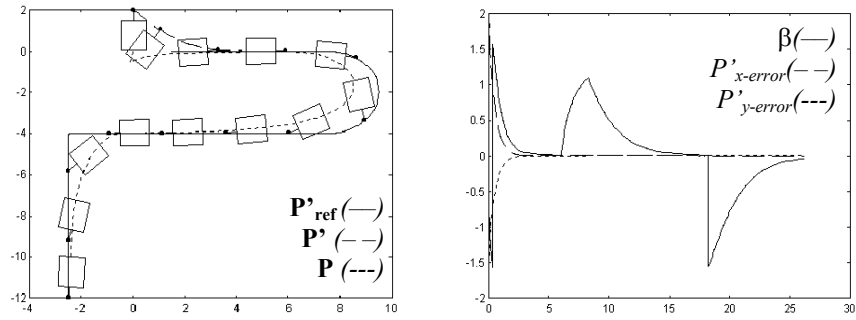 2
0
-2
-4
-6
-8
-10
-12
-4 -2 0 2 4 6 8 10
P'ref (—)
P' (– –)
P (---)
2
1.5
1
0.5
0
-0.5
-1
-1.5
-2
0 5 10 15 20 25 30
β(—)
P'x-error(– –)
P'y-error(---)